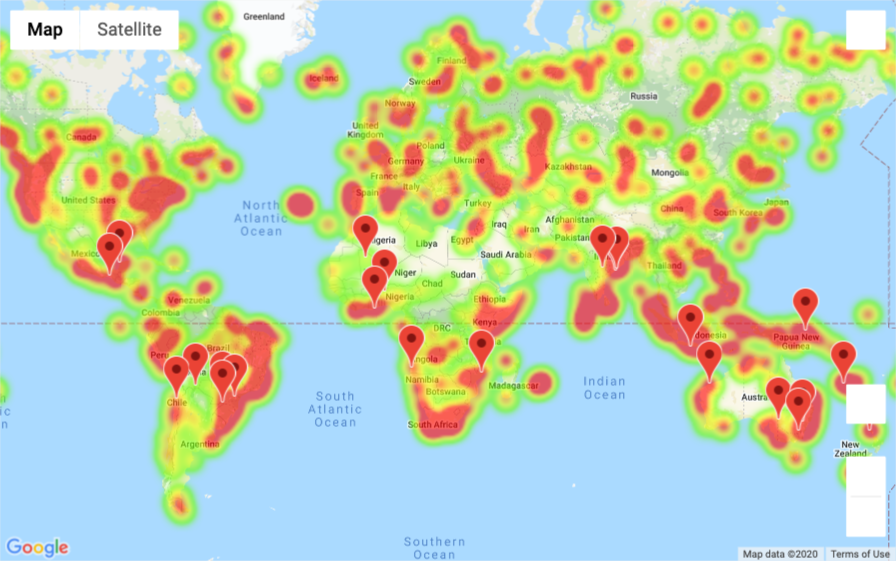 Map
Satellite
Greenland
Iceland
Finland
Sweden
Norway
Russia
United
Kingdom
Poland
Canada
Germany
Ukraine
Kazakhstan
France
Mongolia
Italy
Spain
United States
North
Atlantic
Ocean
Turkey
China
South Korea
Japan
Afghanistan
Iraq
Iran
Pakistan
Mexico
Libya
Egypt
Saudi Arabia
Niger
Sudan
Thailand
Chad
Nigeria
Venezuela
Colombia
Ethiopia
Kenya
DRC
Papua New
Guinea
Peru
Brazil
Angola
Namibia
Botswana
Madagascar
Indian
Ocean
South
Atlantic
Ocean
Chile
South Africa
Argentina
New
Zealand
Southern
Ocean
Google
Map data ©2020
Terms of Use